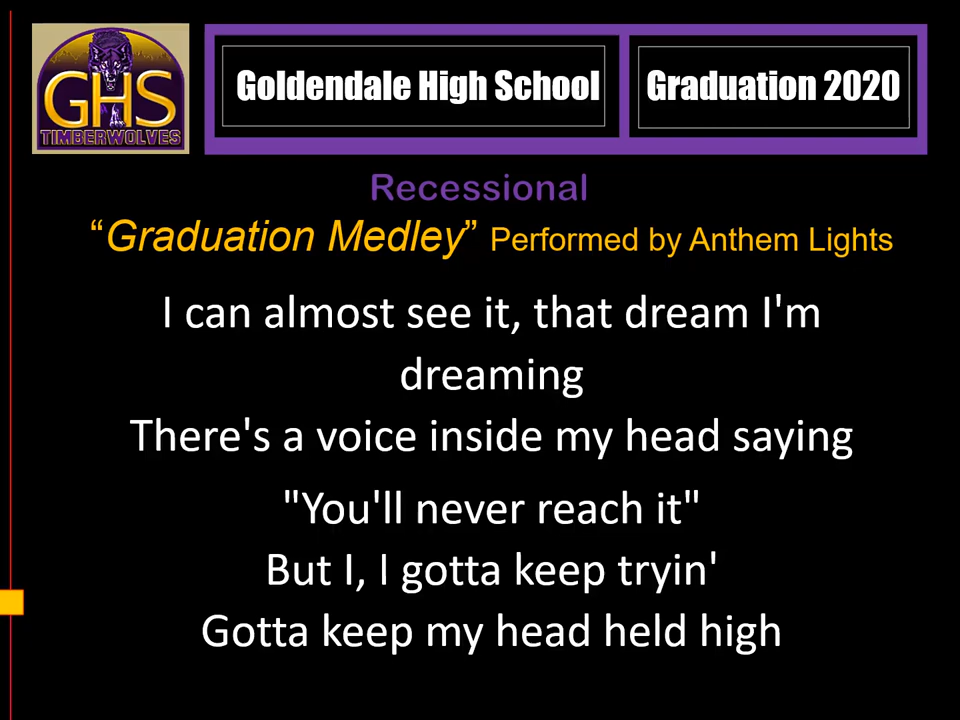 GHS
TIMBERWOLVES
Goldendale High School
Graduation 2020
Recessional
“Graduation Medley” Performed by Anthem Lights
I can almost see it, that dream I'm
dreaming
There's a voice inside my head saying
"You'll never reach it"
But I, I gotta keep tryin'
Gotta keep my head held high